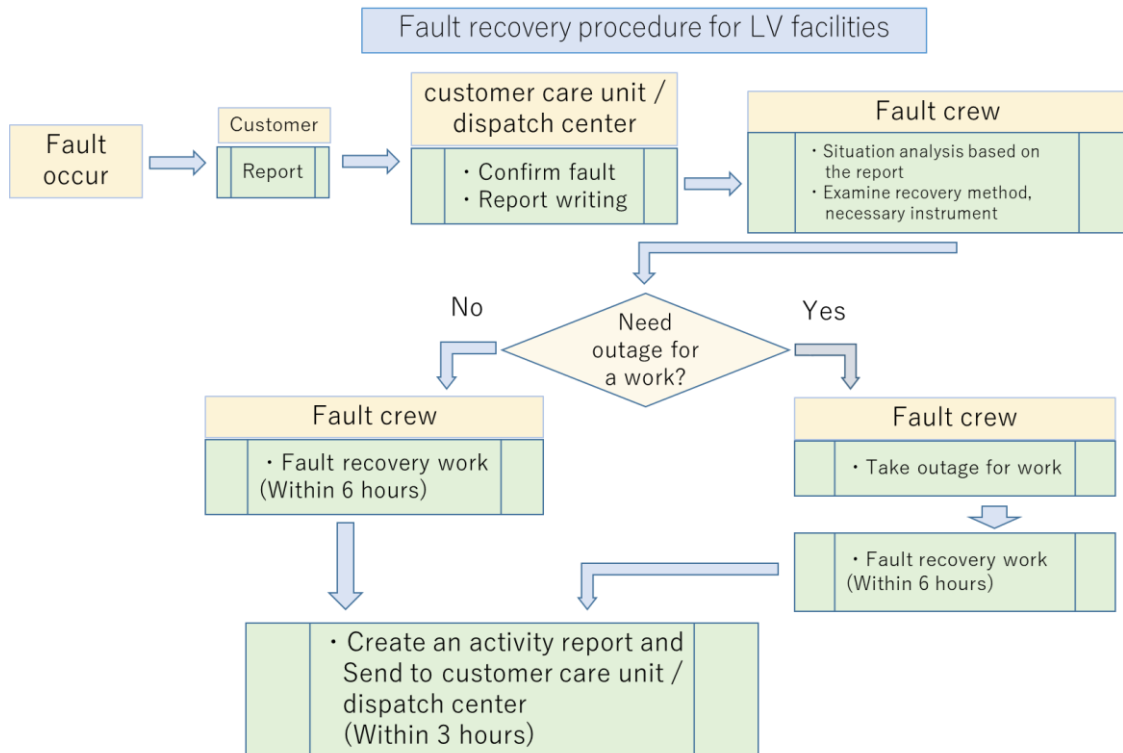 Fault recovery procedure for LV facilities
Fault
occur
Customer
Report
customer care unit /
dispatch center
・Confirm fault
・Report writing
Fault crew
・Situation analysis based on
the report
・Examine recovery method,
necessary instrument
No
Need
outage for
a work?
Yes
Fault crew
・Fault recovery work
(Within 6 hours)
Fault crew
・Take outage for work
・Fault recovery work
(Within 6 hours)
・Create an activity report and
Send to customer care unit /
dispatch center
(Within 3 hours)